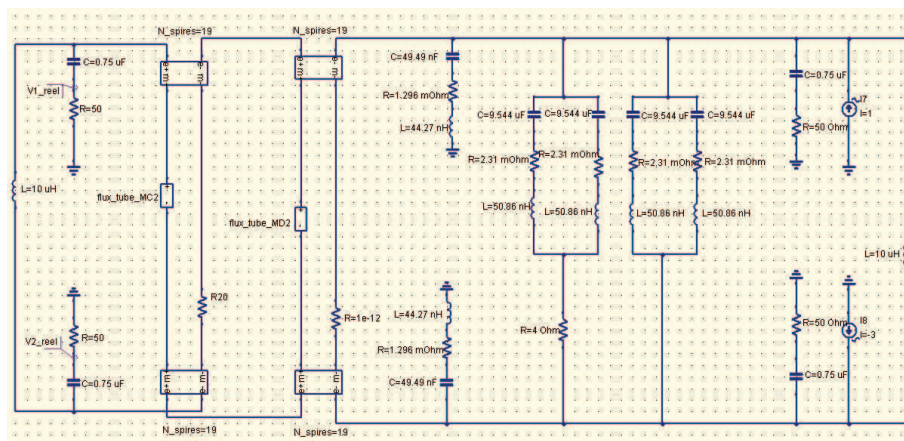 N_spires=19
N_spires=19
C=0.75 uF
V1_reel
R=50
L=10 uH
e+ e-
m+ m-
e+ e-
m+ m-
flux_tube_MC2
flux_tube_MD2
R20
R=1e-12
R=50
V2_reel
C=0.75 uF
e+ m-
e-
e+ m-
e-
N_spires=19
N_spires=19
C=49.49 nF
R=1.296 mOhm
L=44.27 nH
C=9.544 uF
C=9.544 uF
R=2.31 mOhm
R=2.31 mOhm
L=50.86 nH
L=50.86 nH
C=9.544 uF
C=9.544 uF
R=2.31 mOhm
R=2.31 mOhm
L=50.86 nH
L=50.86 nH
C=0.75 uF
R=50 Ohm
I7
I=1
L=10 uH
L=44.27 nH
R=1.296 mOhm
C=49.49 nF
R=4 Ohm
R=50 Ohm
C=0.75 uF
I8
I=-3